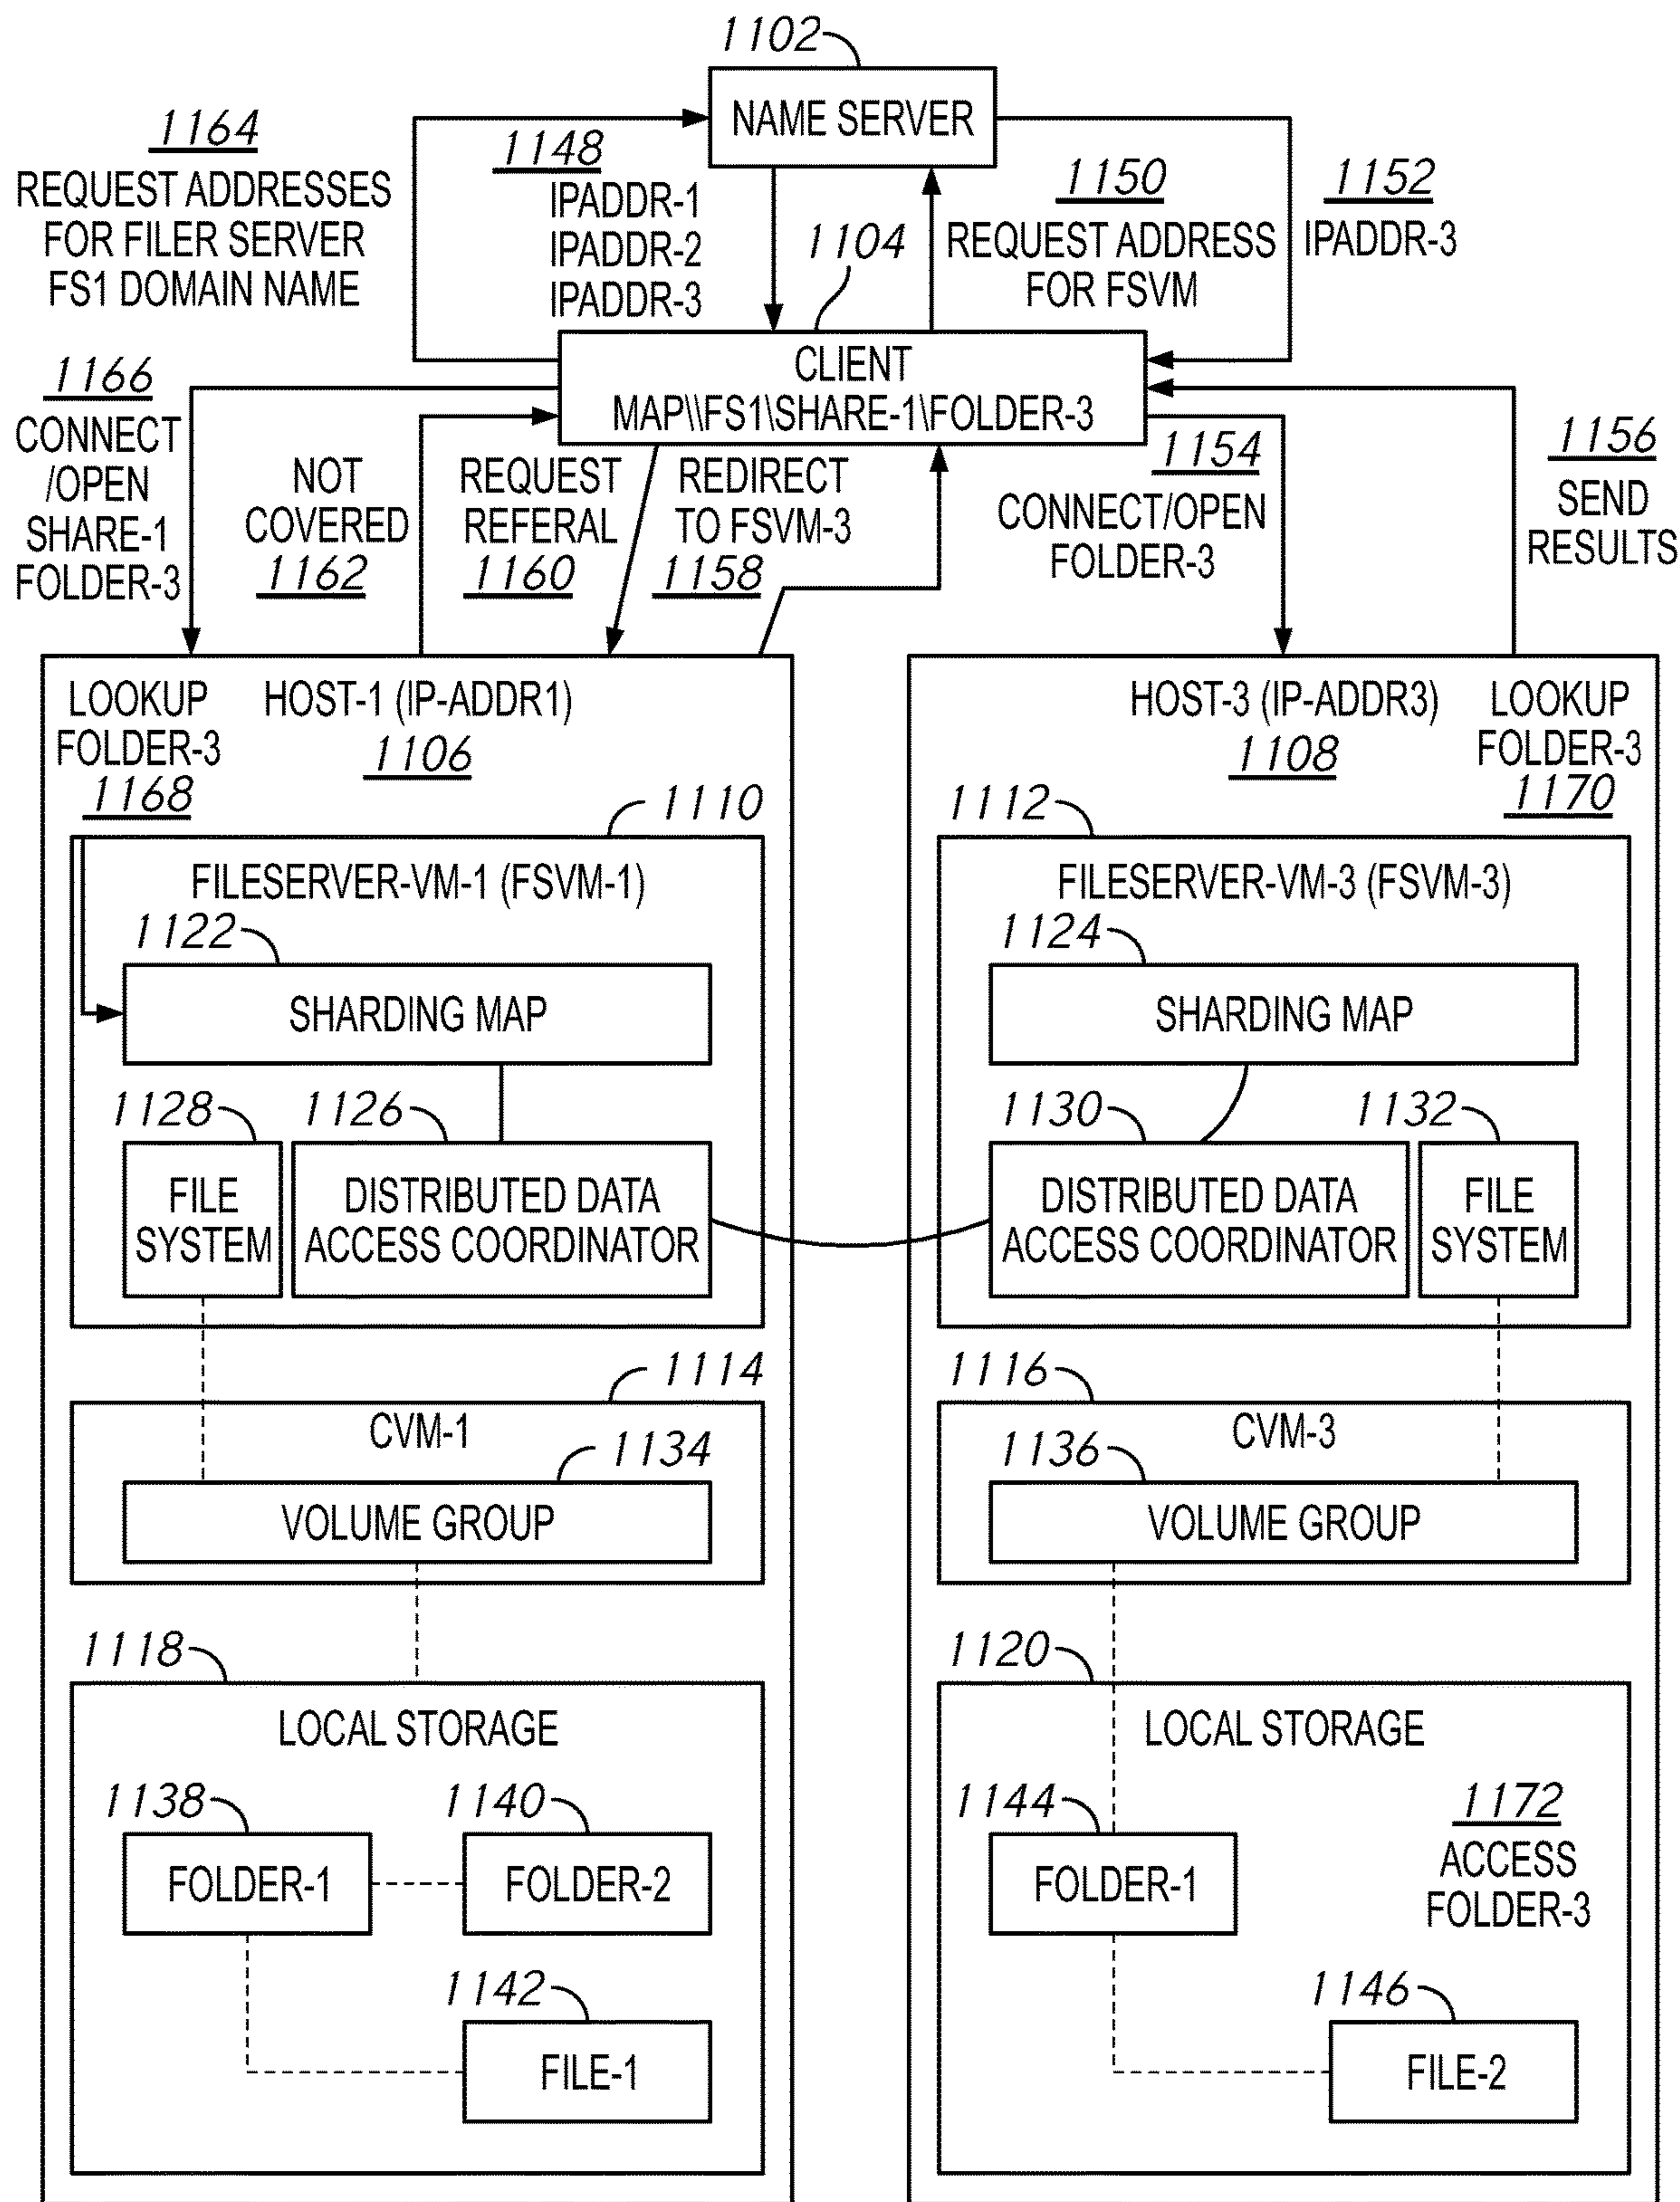 1102
NAME SERVER
1164
REQUEST ADDRESSES
FOR FILER SERVER
FS1 DOMAIN NAME
1148
IPADDR-1
IPADDR-2
IPADDR-3
1104
1150
REQUEST ADDRESS
FOR FSVM
1152
IPADDR-3
CLIENT
MAP\\FS1\SHARE-1\FOLDER-3
1166
CONNECT
/OPEN
SHARE-1
FOLDER-3
NOT
COVERED
1162
REQUEST
REFERAL
1160
REDIRECT
TO FSVM-3
1158
1154
CONNECT/OPEN
FOLDER-3
1156
SEND
RESULTS
LOOKUP
FOLDER-3
1168
HOST-1 (IP-ADDR1)
1106
1110
FILESERVER-VM-1 (FSVM-1)
1122
SHARDING MAP
1128
FILE
SYSTEM
1126
DISTRIBUTED DATA
ACCESS COORDINATOR
1114
CVM-1
1134
VOLUME GROUP
1118
LOCAL STORAGE
1138
FOLDER-1
1140
FOLDER-2
1142
FILE-1
HOST-3 (IP-ADDR3)
1108
LOOKUP
FOLDER-3
1170
1112
FILESERVER-VM-3 (FSVM-3)
1124
SHARDING MAP
1130
DISTRIBUTED DATA
ACCESS COORDINATOR
1132
FILE
SYSTEM
1116
CVM-3
1136
VOLUME GROUP
1120
LOCAL STORAGE
1144
FOLDER-1
1172
ACCESS
FOLDER-3
1146
FILE-2